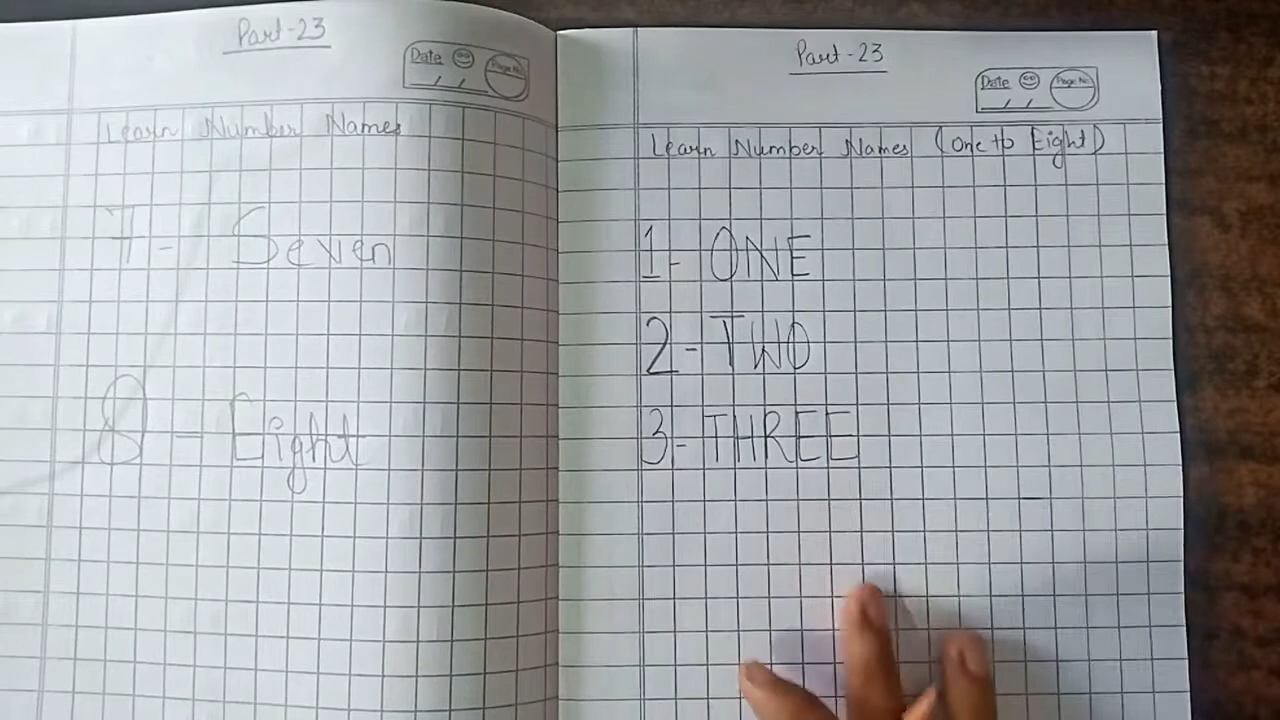 Part-23
Date
Page No.
/ /
Learn Number Names
7 - Seven
8 - Eight
Part-23
Date
Page No.
/ /
Learn Number Names (One to Eight)
1- ONE
2- TWO
3- THREE